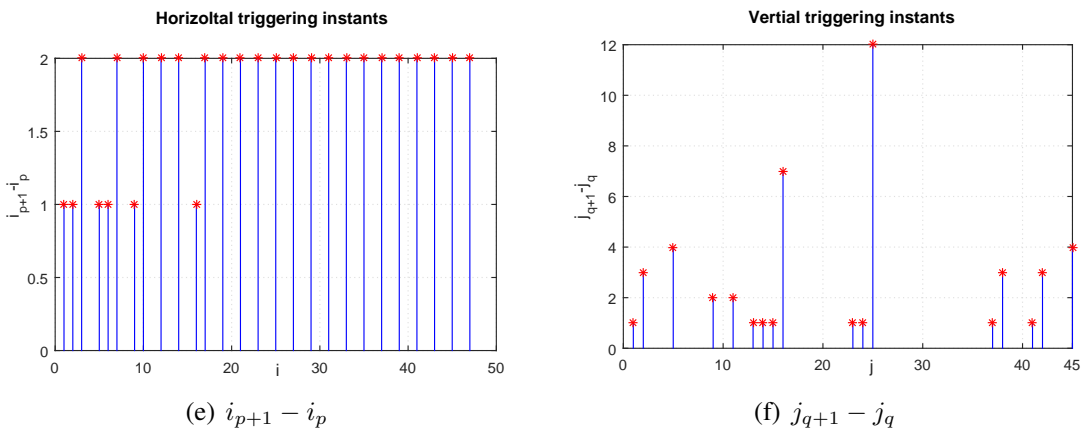 Horizoltal triggering instants
2
1.5
1
0.5
0
i_{p+1}-i_p
0 10 20 30 40 50
i
(e) i_{p+1} − i_p
Vertial triggering instants
12
10
8
6
4
2
0
j_{q+1}-j_q
0 10 20 30 40 45
j
(f) j_{q+1} − j_q